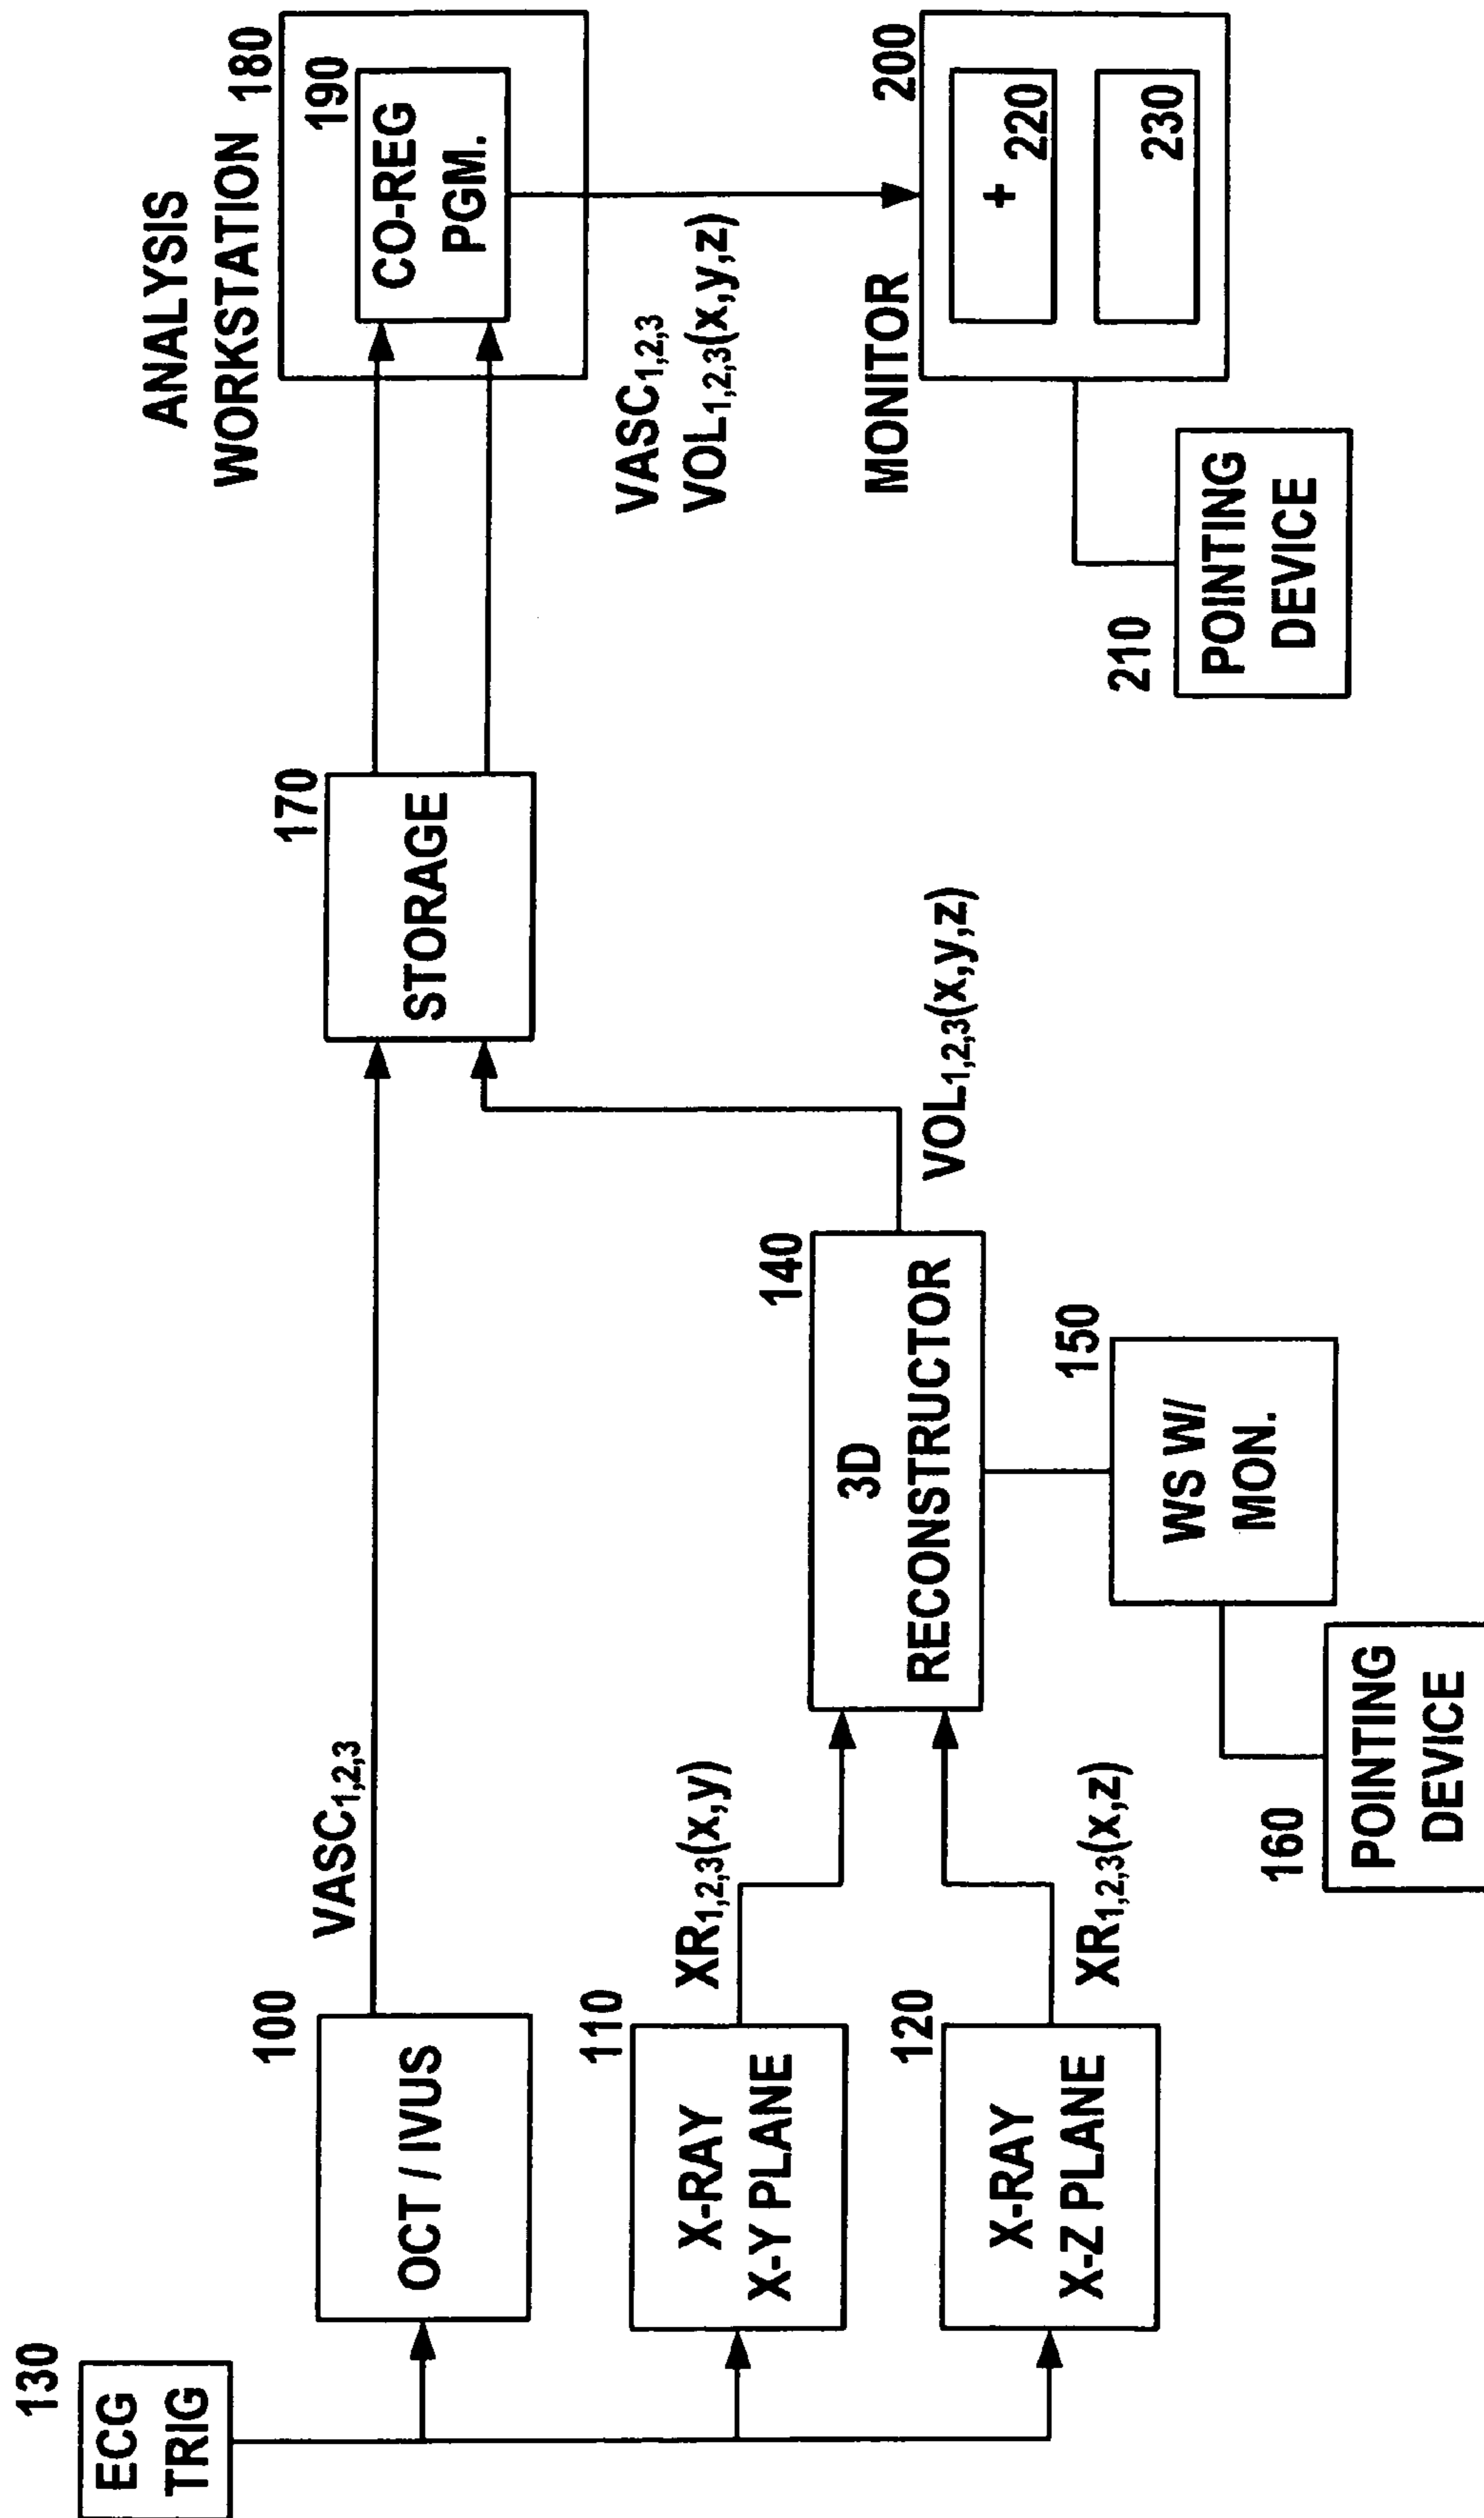 130
ECG
TRIG
100
OCT / IVUS
VASC1,2,3
110
X-RAY
X-Y PLANE
XR1,2,3(x,y)
120
X-RAY
X-Z PLANE
XR1,2,3(x,z)
140
3D
RECONSTRUCTOR
VOL1,2,3(x,y,z)
150
WS W/
MON.
160
POINTING
DEVICE
170
STORAGE
ANALYSIS
WORKSTATION
180
190
CO-REG
PGM.
VASC1,2,3
VOL1,2,3(x,y,z)
MONITOR
200
+
220
230
210
POINTING
DEVICE